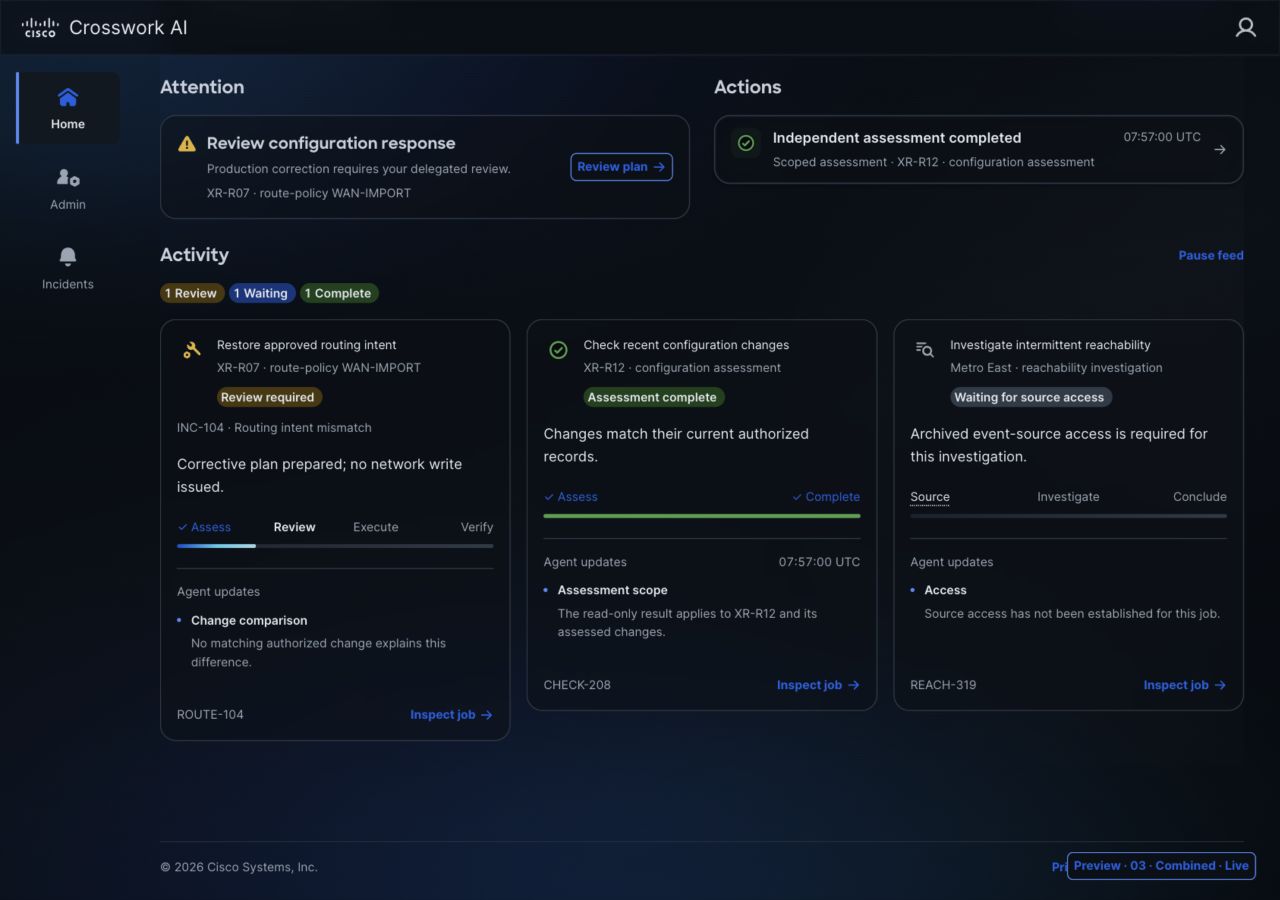 CISCO Crosswork AI
Home
Admin
Incidents
Attention
Review configuration response
Production correction requires your delegated review.
XR-R07 · route-policy WAN-IMPORT
Review plan →
Actions
Independent assessment completed
07:57:00 UTC
Scoped assessment · XR-R12 · configuration assessment
→
Activity
Pause feed
1 Review
1 Waiting
1 Complete
Restore approved routing intent
XR-R07 · route-policy WAN-IMPORT
Review required
INC-104 · Routing intent mismatch
Corrective plan prepared; no network write
issued.
✓ Assess Review Execute Verify
Agent updates
• Change comparison
No matching authorized change explains this
difference.
ROUTE-104
Inspect job →
Check recent configuration changes
XR-R12 · configuration assessment
Assessment complete
Changes match their current authorized
records.
✓ Assess ✓ Complete
Agent updates 07:57:00 UTC
• Assessment scope
The read-only result applies to XR-R12 and its
assessed changes.
CHECK-208
Inspect job →
Investigate intermittent reachability
Metro East · reachability investigation
Waiting for source access
Archived event-source access is required for
this investigation.
Source Investigate Conclude
Agent updates
• Access
Source access has not been established for this job.
REACH-319
Inspect job →
© 2026 Cisco Systems, Inc.
Preview · 03 · Combined · Live